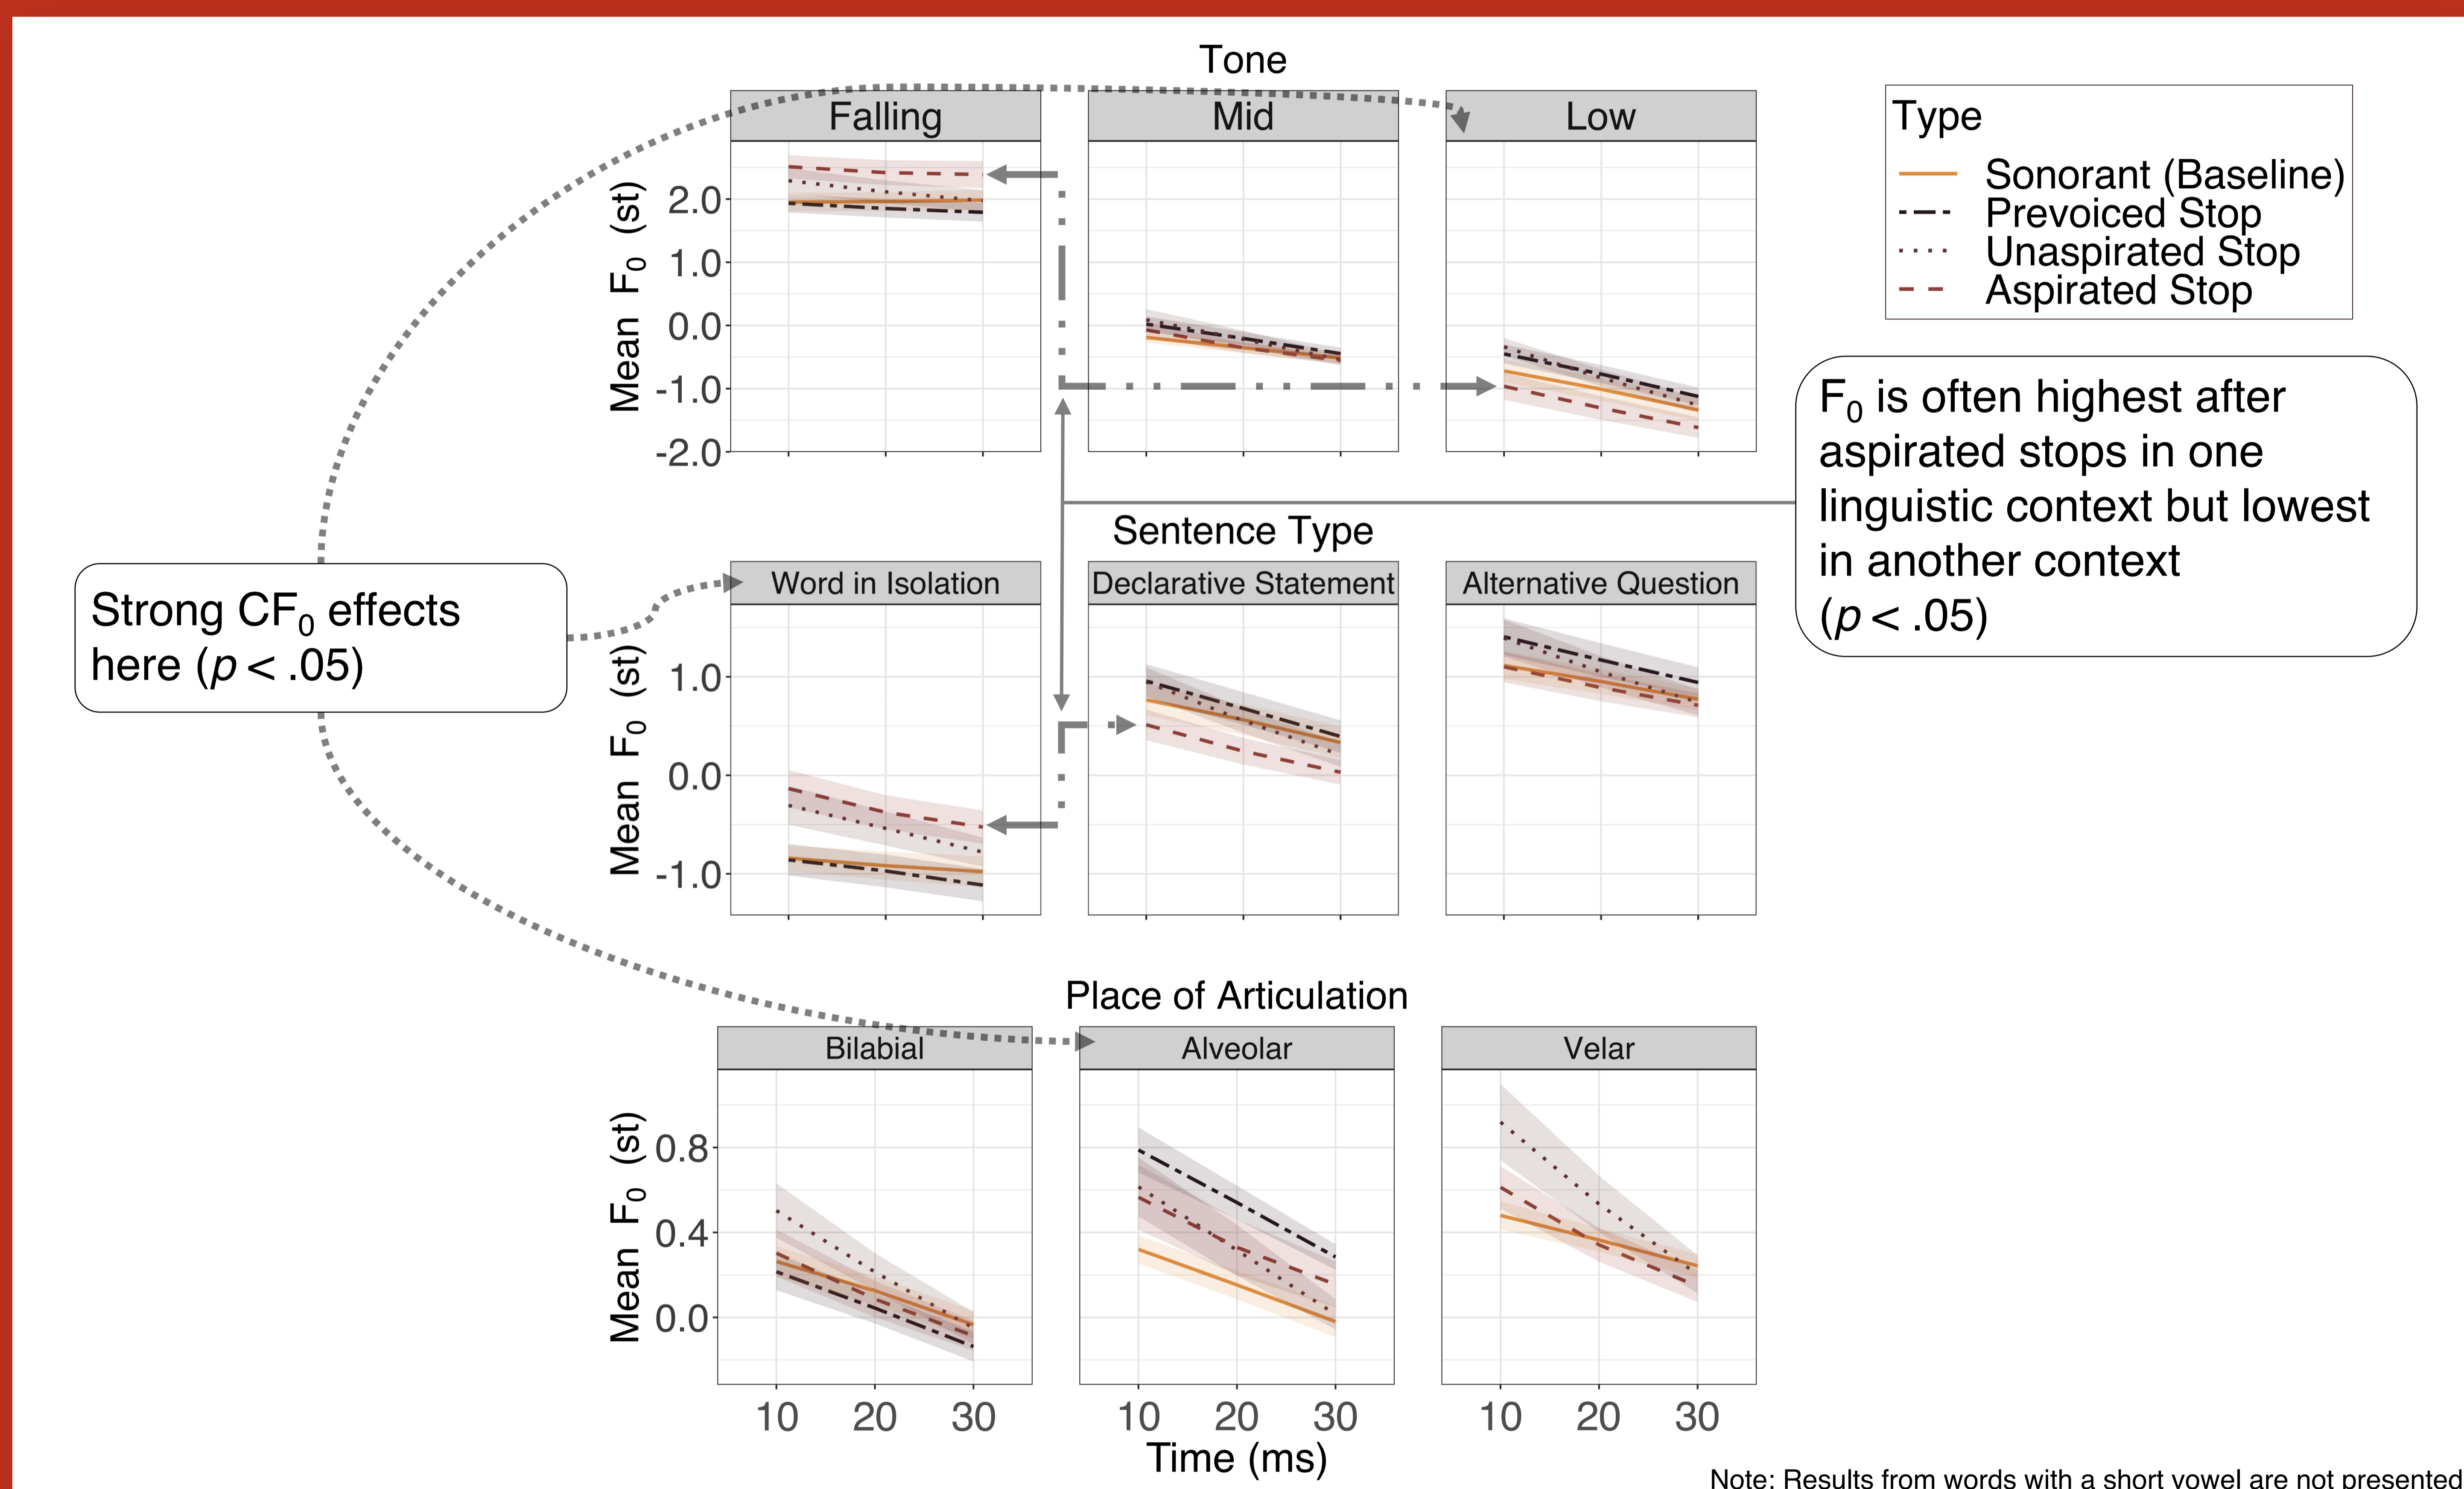 Tone
Falling
Mid
Low
Mean F₀ (st)
2.0
1.0
0.0
-1.0
-2.0
Type
Sonorant (Baseline)
Prevoiced Stop
Unaspirated Stop
Aspirated Stop
F₀ is often highest after
aspirated stops in one
linguistic context but lowest
in another context
(p < .05)
Strong CF₀ effects
here (p < .05)
Sentence Type
Word in Isolation
Declarative Statement
Alternative Question
Mean F₀ (st)
1.0
0.0
-1.0
Place of Articulation
Bilabial
Alveolar
Velar
Mean F₀ (st)
0.8
0.4
0.0
10 20 30
10 20 30
10 20 30
Time (ms)
Note: Results from words with a short vowel are not presented